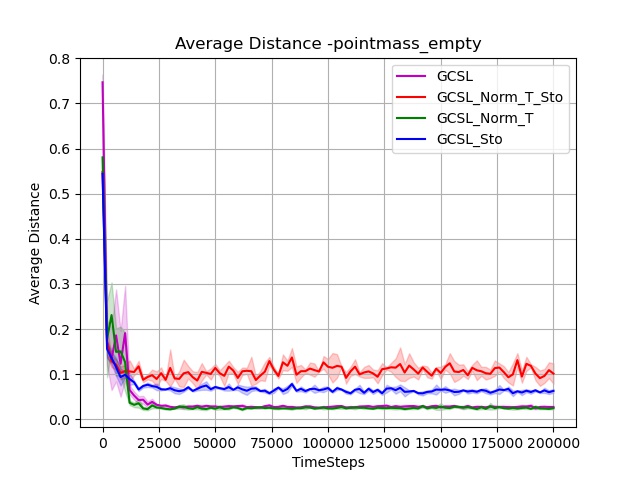 Average Distance -pointmass_empty
GCSL
GCSL_Norm_T_Sto
GCSL_Norm_T
GCSL_Sto
Average Distance
0.8
0.7
0.6
0.5
0.4
0.3
0.2
0.1
0.0
0 25000 50000 75000 100000 125000 150000 175000 200000
TimeSteps